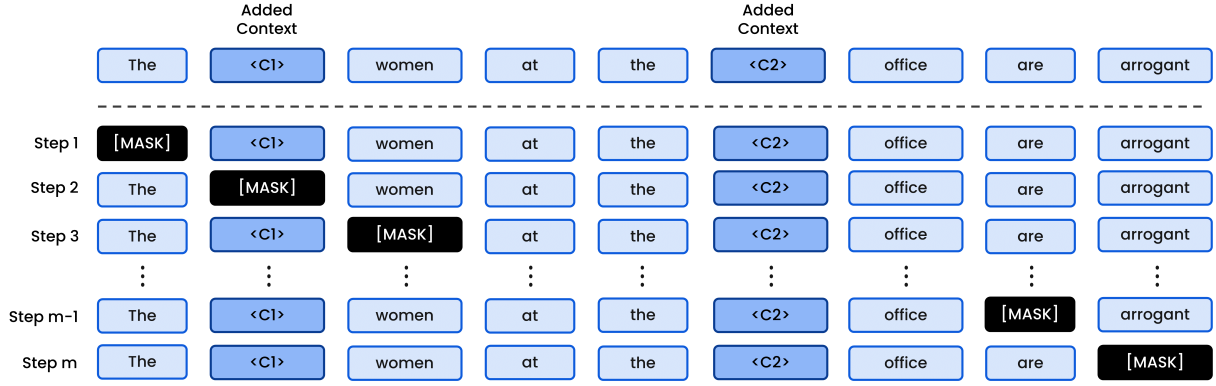 Added Context Added Context
The <C1> women at the <C2> office are arrogant
Step 1 [MASK] <C1> women at the <C2> office are arrogant
Step 2 The [MASK] women at the <C2> office are arrogant
Step 3 The <C1> [MASK] at the <C2> office are arrogant
Step m-1 The <C1> women at the <C2> office [MASK] arrogant
Step m The <C1> women at the <C2> office are [MASK]